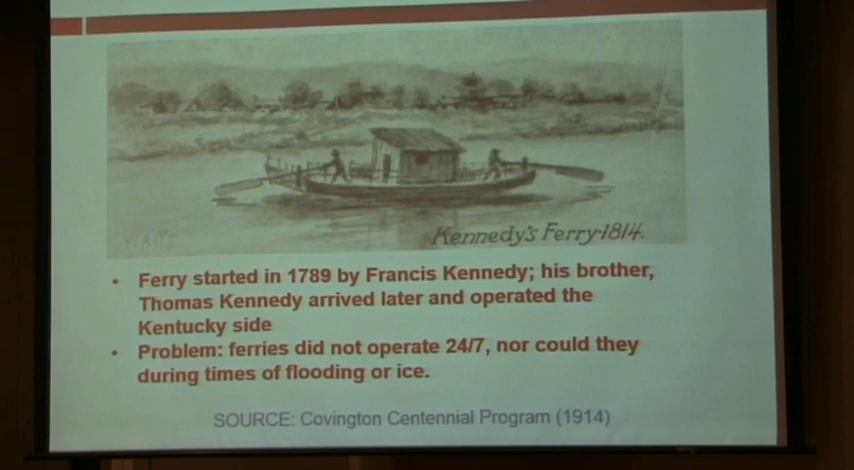 Kennedy's Ferry-1814.
• Ferry started in 1789 by Francis Kennedy; his brother,
Thomas Kennedy arrived later and operated the
Kentucky side
• Problem: ferries did not operate 24/7, nor could they
during times of flooding or ice.
SOURCE: Covington Centennial Program (1914)